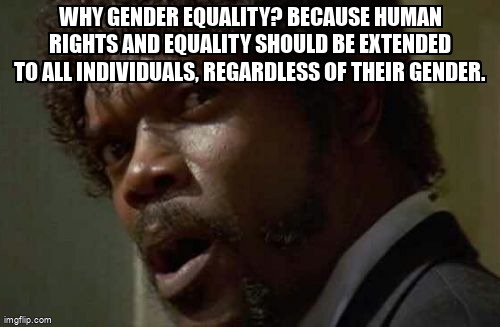 WHY GENDER EQUALITY? BECAUSE HUMAN
RIGHTS AND EQUALITY SHOULD BE EXTENDED
TO ALL INDIVIDUALS, REGARDLESS OF THEIR GENDER.
imgflip.com